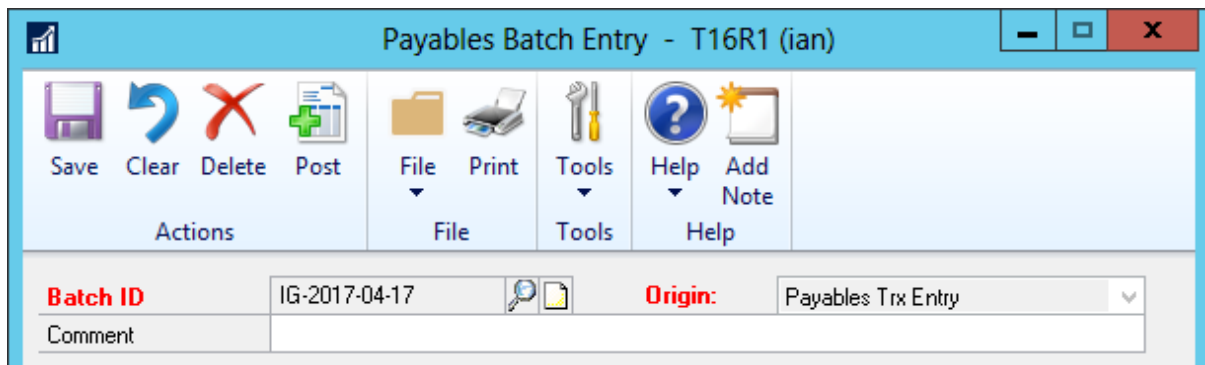 Payables Batch Entry - T16R1 (ian)
Save Clear Delete Post File Print Tools Help Add Note
Actions File Tools Help
Batch ID IG-2017-04-17 Origin: Payables Trx Entry
Comment